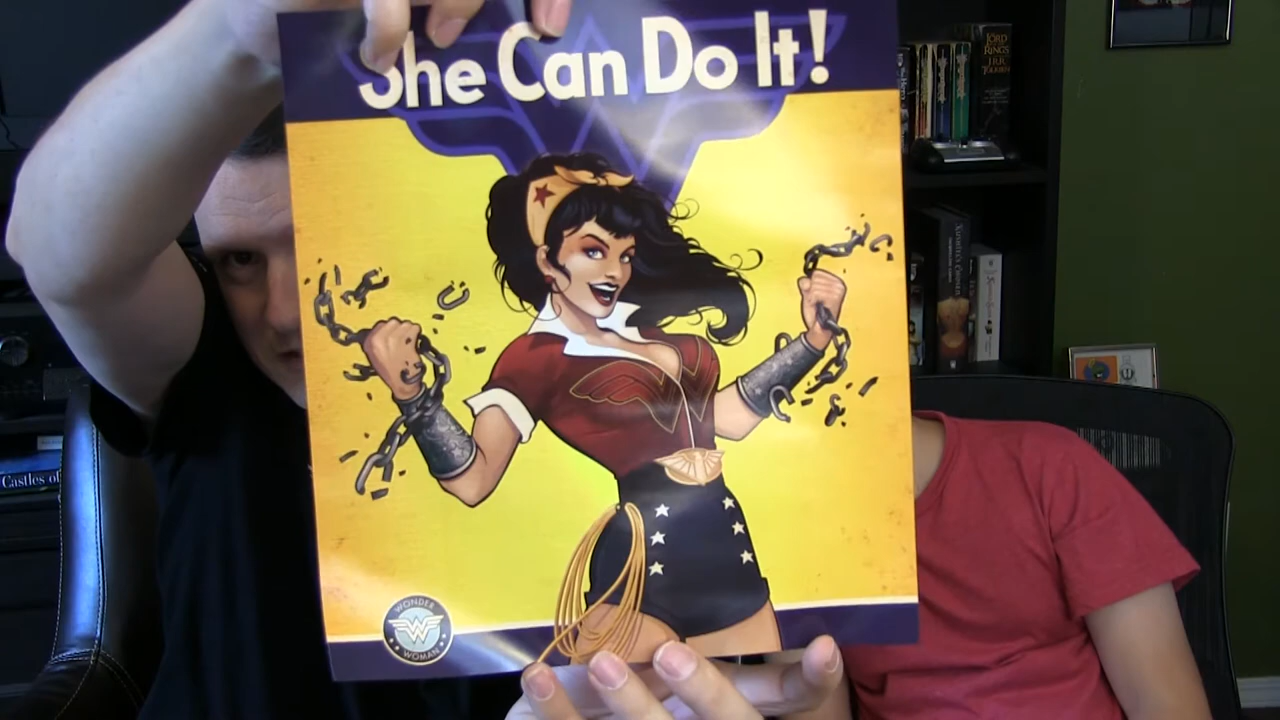 She Can Do It!
THE
LORD
OF THE
RINGS
J.R.R.
TOLKIEN
Castles of
WONDER
WOMAN